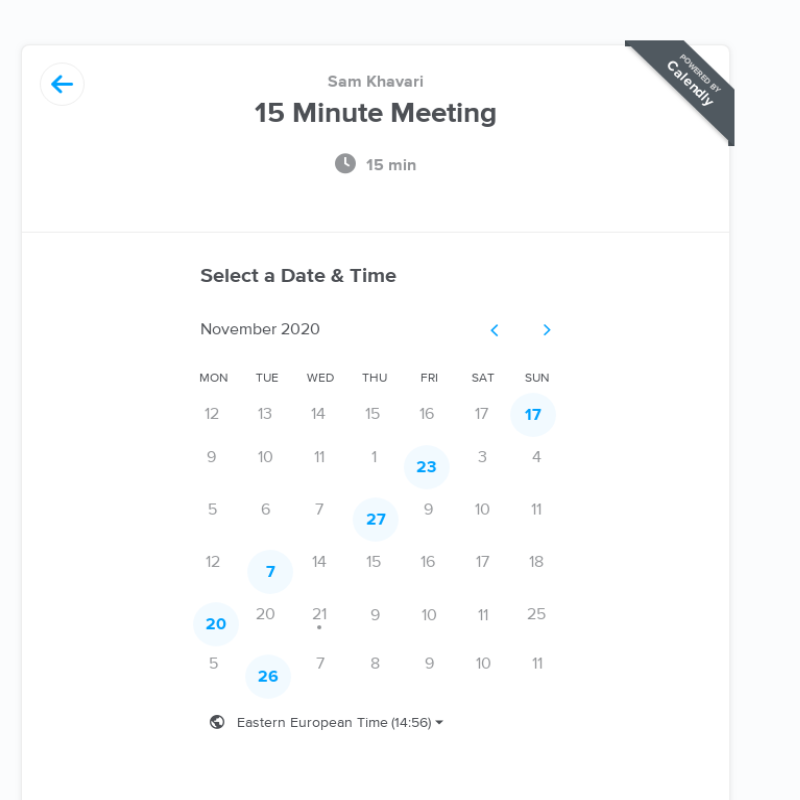 POWERED BY
Calendly
Sam Khavari
15 Minute Meeting
15 min
Select a Date & Time
November 2020
MON TUE WED THU FRI SAT SUN
12 13 14 15 16 17 17
9 10 11 1 23 3 4
5 6 7 27 9 10 11
12 7 14 15 16 17 18
20 20 21 9 10 11 25
5 26 7 8 9 10 11
Eastern European Time (14:56)